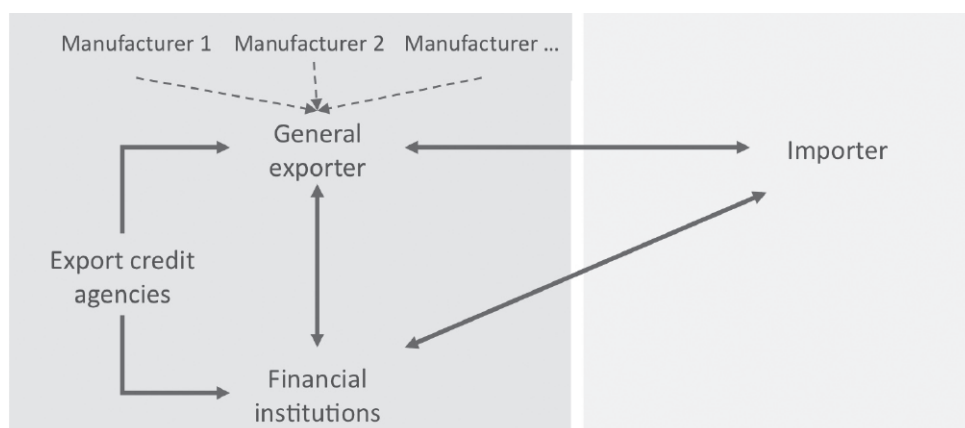 Manufacturer 1 Manufacturer 2 Manufacturer ...
General
exporter
Importer
Export credit
agencies
Financial
institutions